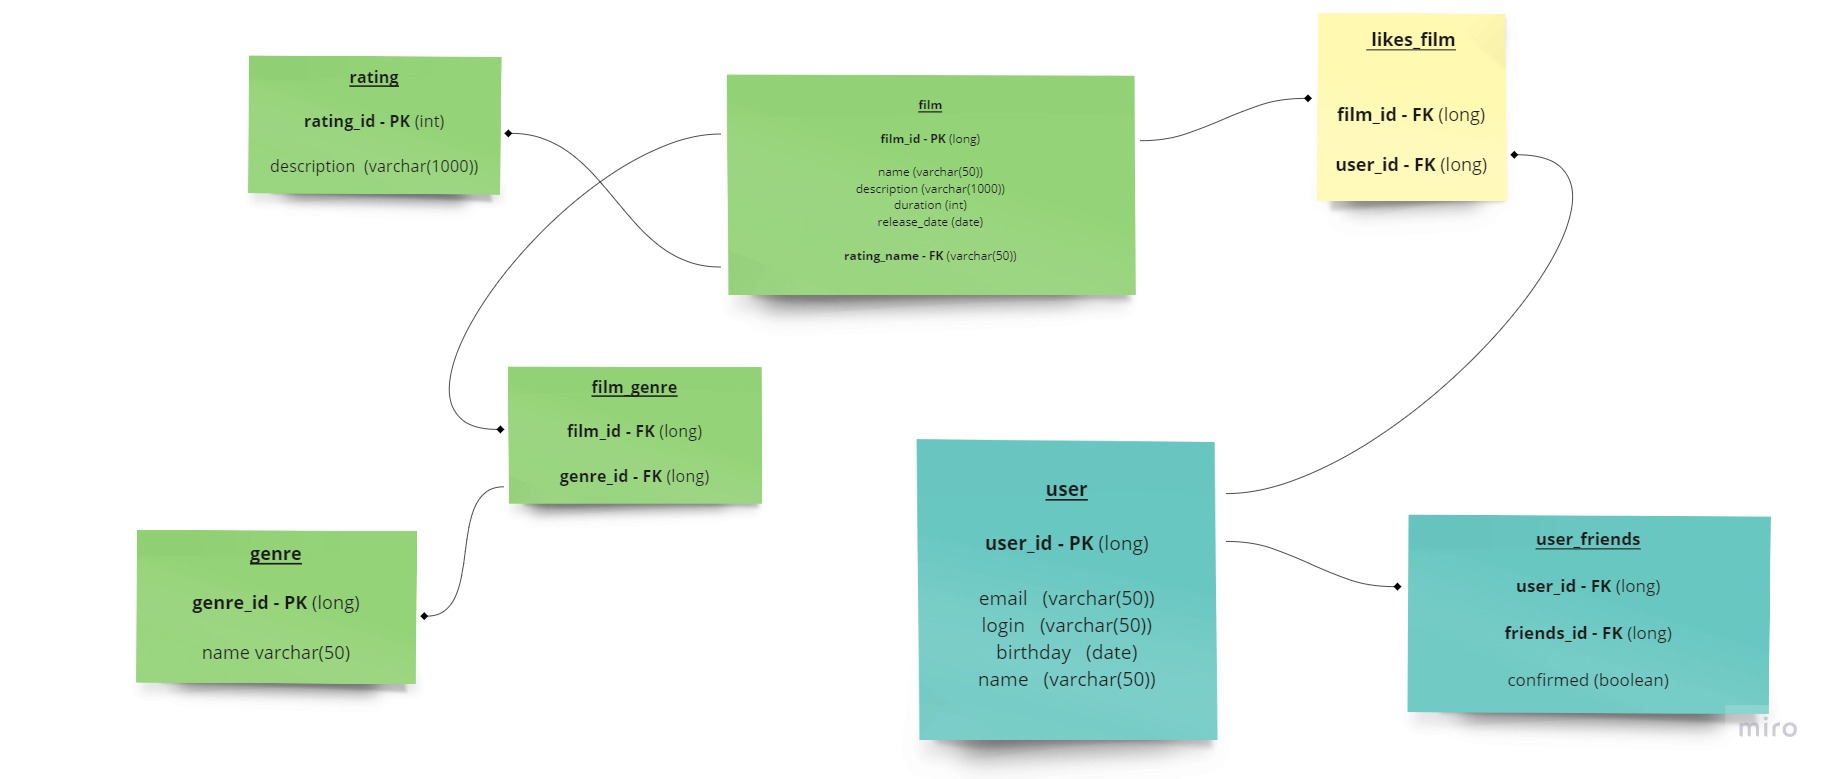 rating
rating_id - PK (int)
description (varchar(1000))
film
film_id - PK (long)
name (varchar(50))
description (varchar(1000))
duration (int)
release_date (date)
rating_name - FK (varchar(50))
likes_film
film_id - FK (long)
user_id - FK (long)
film_genre
film_id - FK (long)
genre_id - FK (long)
genre
genre_id - PK (long)
name varchar(50)
user
user_id - PK (long)
email (varchar(50))
login (varchar(50))
birthday (date)
name (varchar(50))
user_friends
user_id - FK (long)
friends_id - FK (long)
confirmed (boolean)
miro